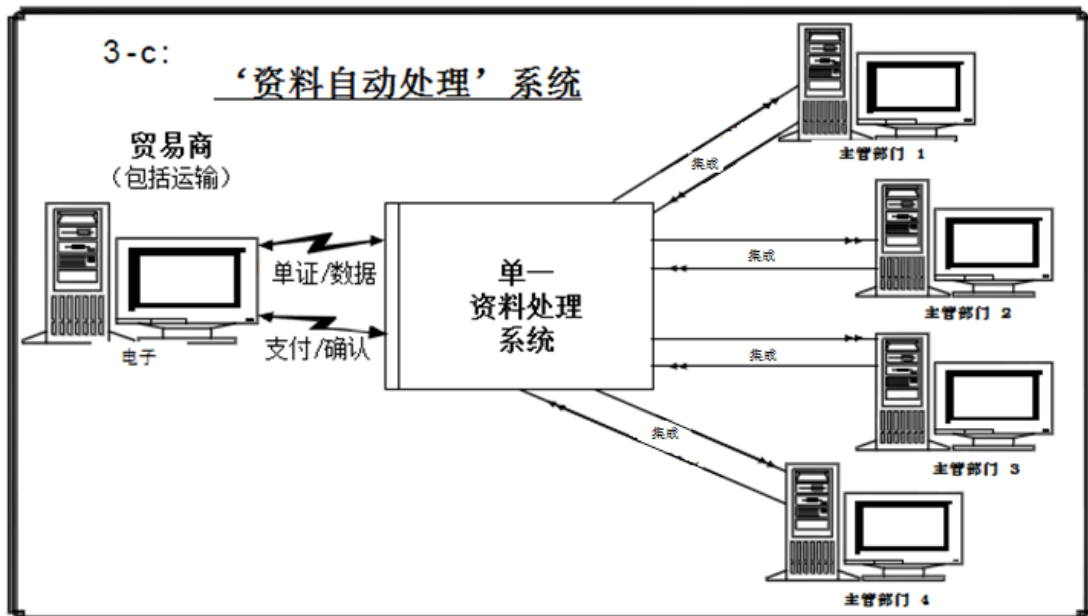 3-c:
‘资料自动处理’系统
贸易商
（包括运输）
电子
单证/数据
支付/确认
单一
资料处理
系统
集成
主管部门 1
集成
主管部门 2
集成
主管部门 3
集成
主管部门 4